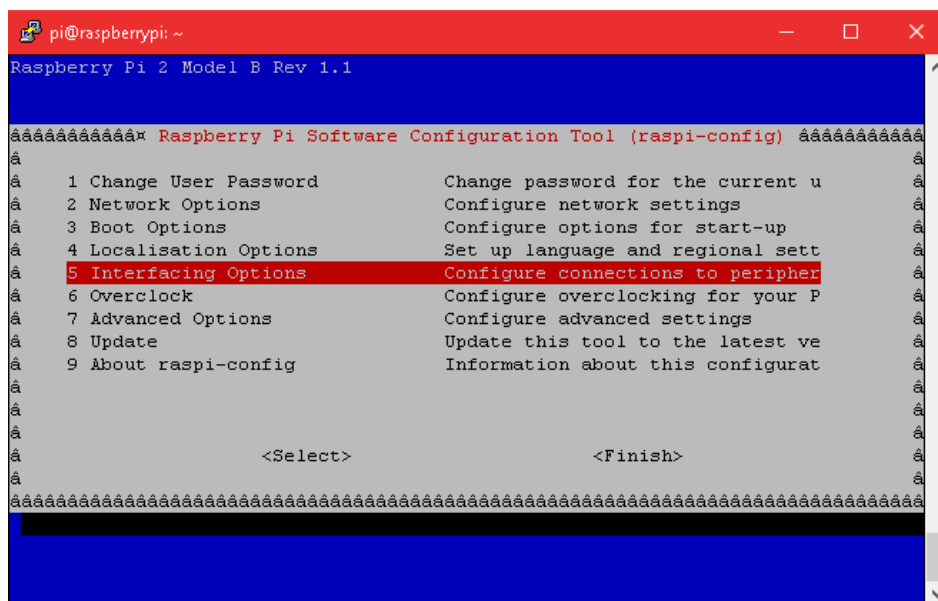 pi@raspberrypi: ~
Raspberry Pi 2 Model B Rev 1.1
âââââââââââ¤ Raspberry Pi Software Configuration Tool (raspi-config) âââââââââââ
â â
â 1 Change User Password Change password for the current u â
â 2 Network Options Configure network settings â
â 3 Boot Options Configure options for start-up â
â 4 Localisation Options Set up language and regional sett â
â 5 Interfacing Options Configure connections to peripher â
â 6 Overclock Configure overclocking for your P â
â 7 Advanced Options Configure advanced settings â
â 8 Update Update this tool to the latest ve â
â 9 About raspi-config Information about this configurat â
â â
â â
â â
â <Select> <Finish> â
â â
ââââââââââââââââââââââââââââââââââââââââââââââââââââââââââââââââââââââââââââââââ